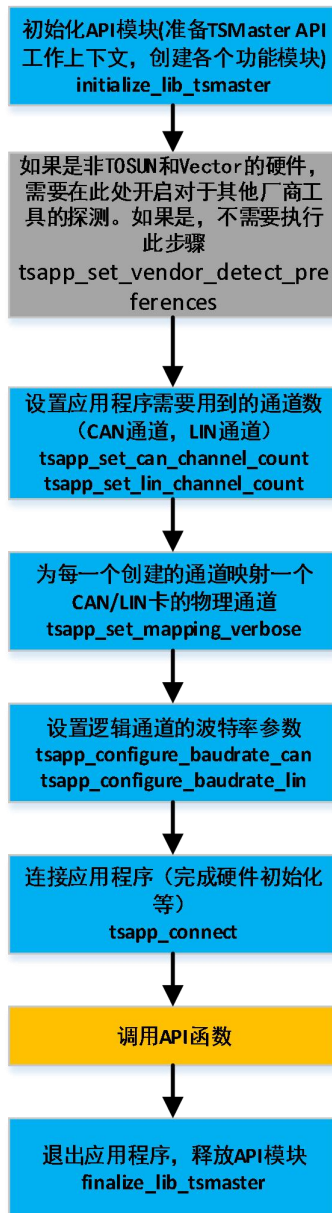 初始化API模块(准备TSMaster API
工作上下文，创建各个功能模块)
initialize_lib_tsmaster
如果是非TOSUN和Vector的硬件，
需要在此处开启对于其他厂商工
具的探测。如果是，不需要执行
此步骤
tsapp_set_vendor_detect_pre
ferences
设置应用程序需要用到的通道数
（CAN通道，LIN通道）
tsapp_set_can_channel_count
tsapp_set_lin_channel_count
为每一个创建的通道映射一个
CAN/LIN卡的物理通道
tsapp_set_mapping_verbose
设置逻辑通道的波特率参数
tsapp_configure_baudrate_can
tsapp_configure_baudrate_lin
连接应用程序（完成硬件初始化
等）
tsapp_connect
调用API函数
退出应用程序，释放API模块
finalize_lib_tsmaster